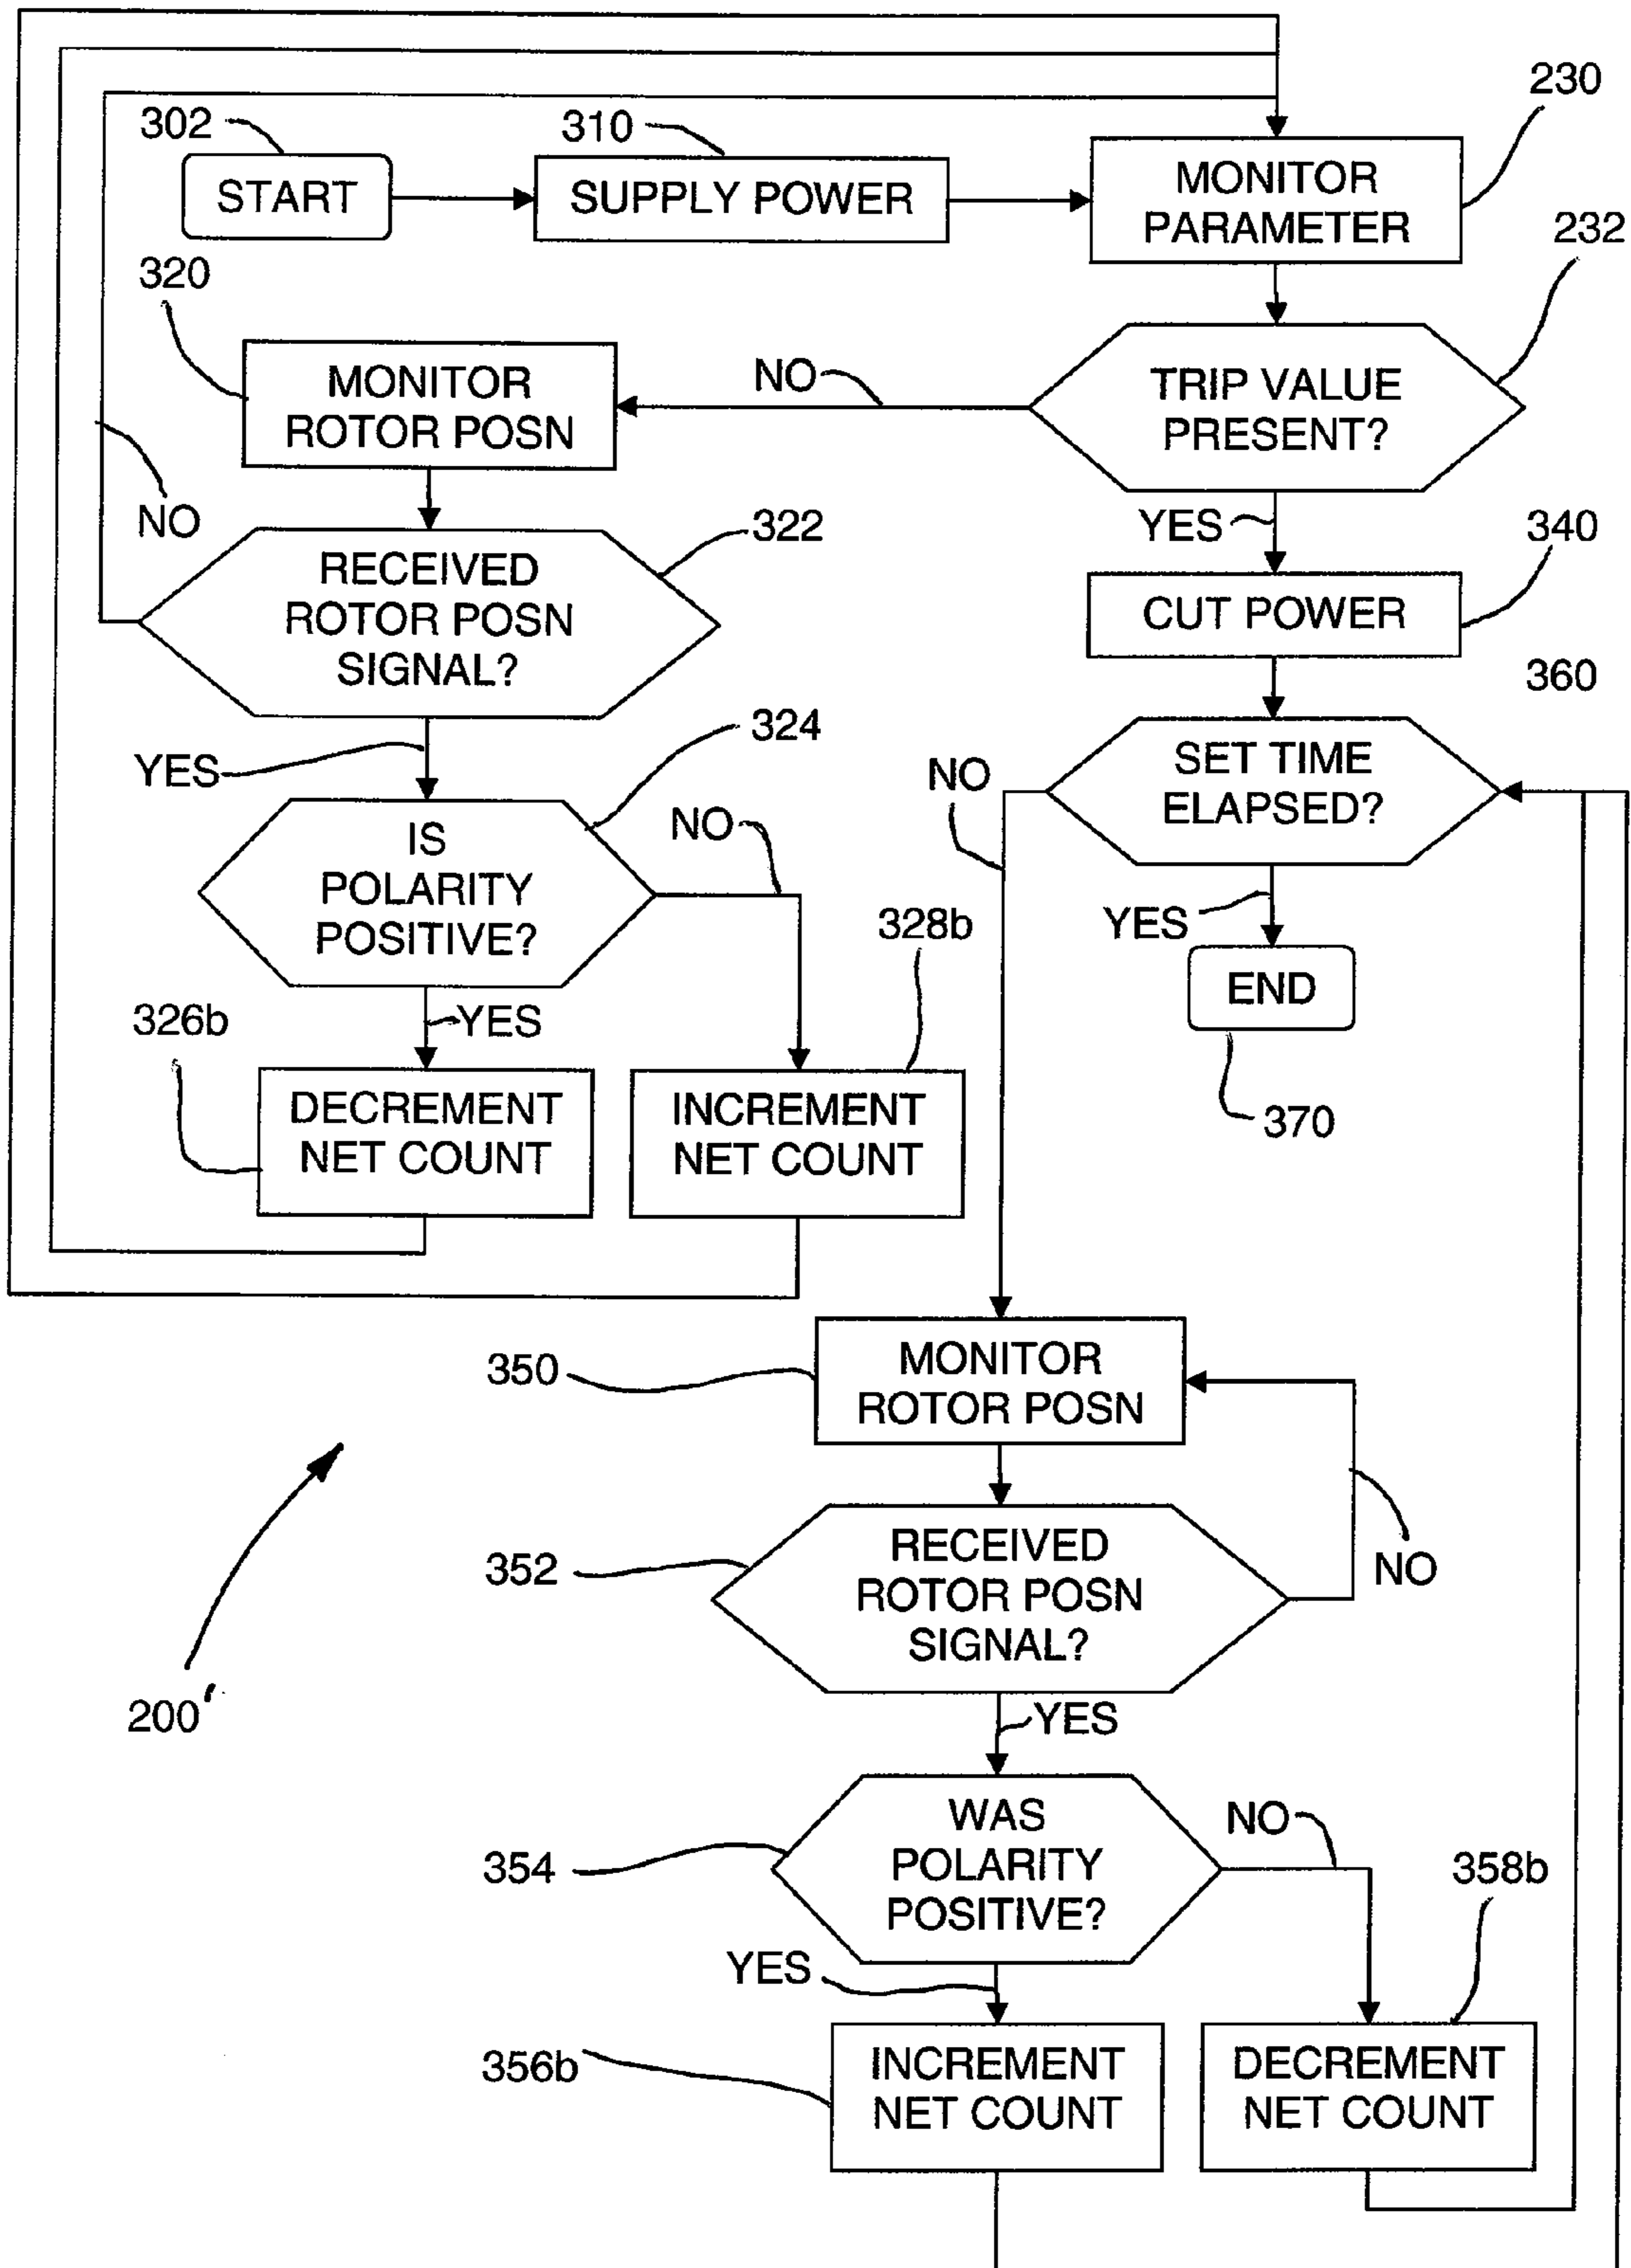 230
302
310
START
SUPPLY POWER
MONITOR
PARAMETER
232
320
MONITOR
ROTOR POSN
NO
TRIP VALUE
PRESENT?
NO
322
YES
340
RECEIVED
ROTOR POSN
SIGNAL?
CUT POWER
360
324
YES
NO
SET TIME
ELAPSED?
IS
POLARITY
POSITIVE?
NO
328b
YES
END
326b
YES
370
DECREMENT
NET COUNT
INCREMENT
NET COUNT
350
MONITOR
ROTOR POSN
352
RECEIVED
ROTOR POSN
SIGNAL?
NO
200'
YES
354
WAS
POLARITY
POSITIVE?
NO
358b
YES
356b
INCREMENT
NET COUNT
DECREMENT
NET COUNT